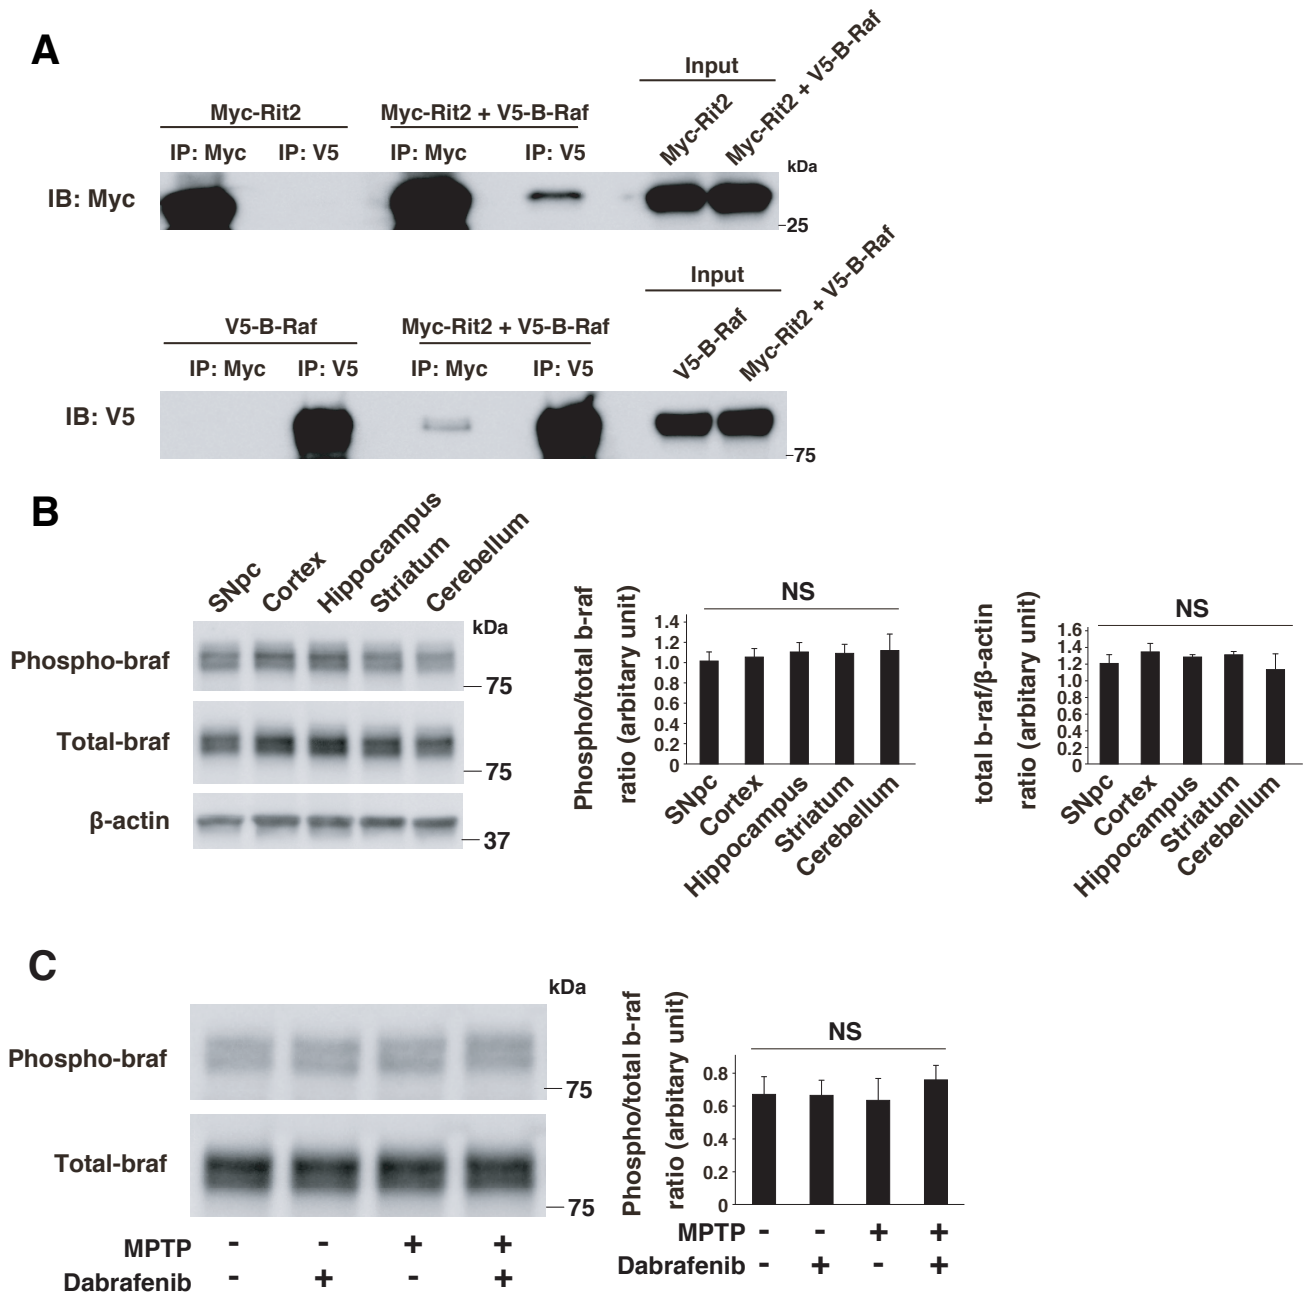 A
Input
Myc-Rit2
Myc-Rit2 + V5-B-Raf
Myc-Rit2
Myc-Rit2 + V5-B-Raf
IP: Myc
IP: V5
IP: Myc
IP: V5
kDa
IB: Myc
25
Input
V5-B-Raf
Myc-Rit2 + V5-B-Raf
V5-B-Raf
Myc-Rit2 + V5-B-Raf
IP: Myc
IP: V5
IP: Myc
IP: V5
IB: V5
75
B
SNpc
Cortex
Hippocampus
Striatum
Cerebellum
kDa
Phospho-braf
75
Total-braf
75
β-actin
37
Phospho/total b-raf
ratio (arbitary unit)
NS
1.4
1.2
1.0
0.8
0.6
0.4
0.2
0
SNpc
Cortex
Hippocampus
Striatum
Cerebellum
total b-raf/β-actin
ratio (arbitary unit)
NS
1.6
1.4
1.2
1.0
0.8
0.6
0.4
0.2
0
SNpc
Cortex
Hippocampus
Striatum
Cerebellum
C
kDa
Phospho-braf
75
Total-braf
75
MPTP - - + +
Dabrafenib - + - +
Phospho/total b-raf
ratio (arbitary unit)
NS
0.8
0.6
0.4
0.2
0
MPTP - - + +
Dabrafenib - + - +